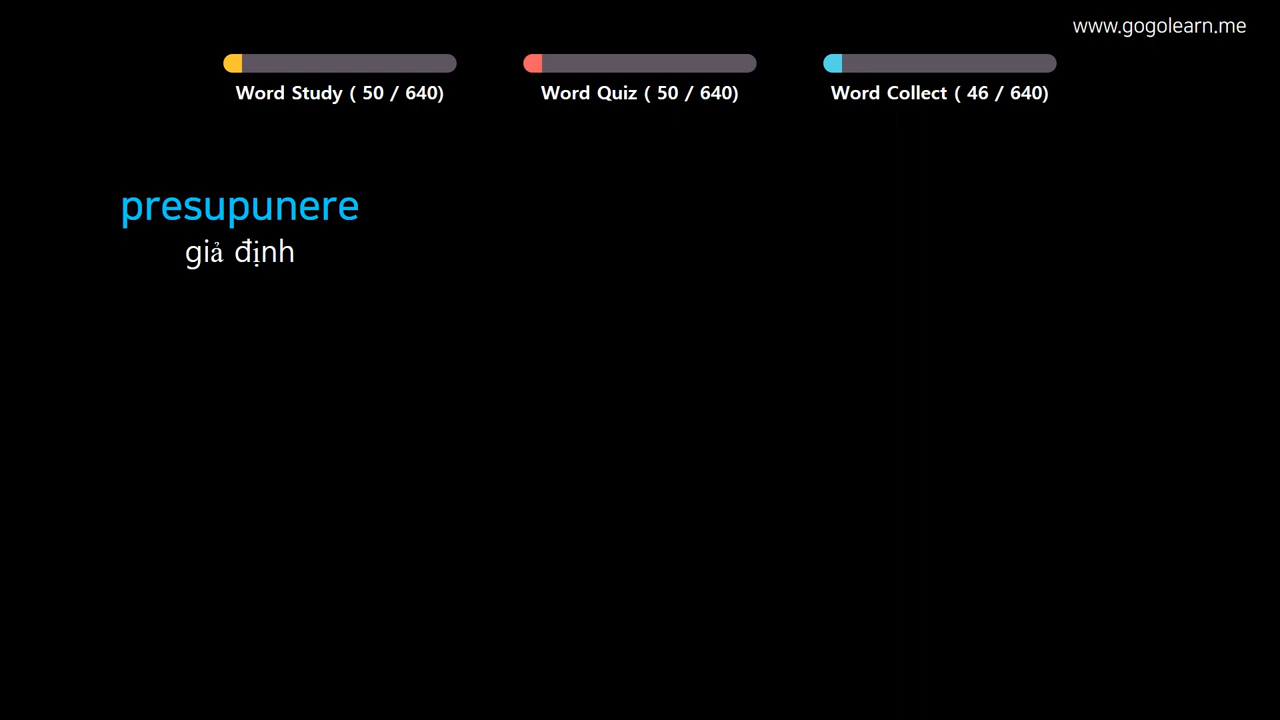 www.gogolearn.me
Word Study ( 50 / 640)
Word Quiz ( 50 / 640)
Word Collect ( 46 / 640)
presupunere
giả định